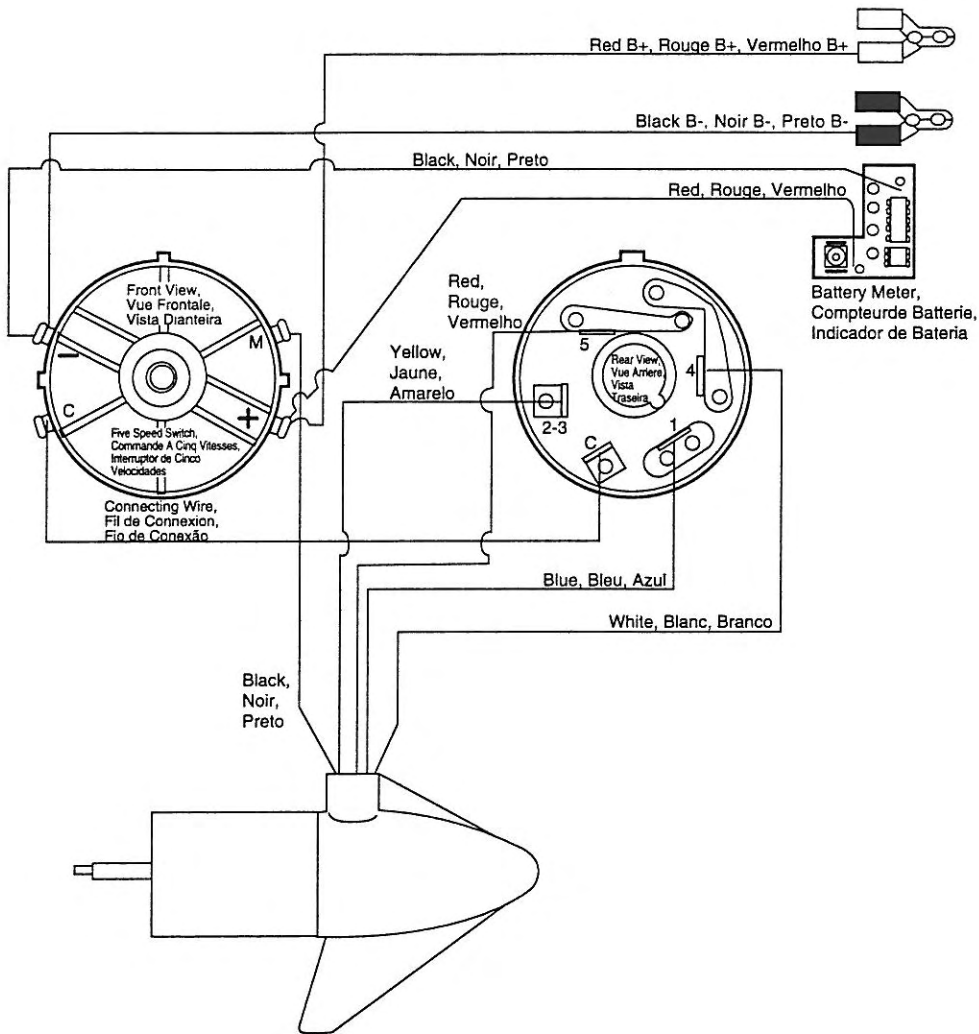 Red B+, Rouge B+, Vermelho B+
Black B-, Noir B-, Preto B-
Black, Noir, Preto
Red, Rouge, Vermelho
Battery Meter,
Compteurde Batterie,
Indicador de Bateria
Front View,
Vue Frontale,
Vista Dianteira
M
-
C
+
Five Speed Switch,
Commande A Cinq Vitesses,
Interruptor de Cinco
Velocidades
Connecting Wire,
Fil de Connexion,
Fio de Conexão
Red,
Rouge,
Vermelho
Yellow,
Jaune,
Amarelo
5
Rear View,
Vue Arriere,
Vista
Traseira
4
2-3
C
1
Blue, Bleu, Azul
White, Blanc, Branco
Black,
Noir,
Preto